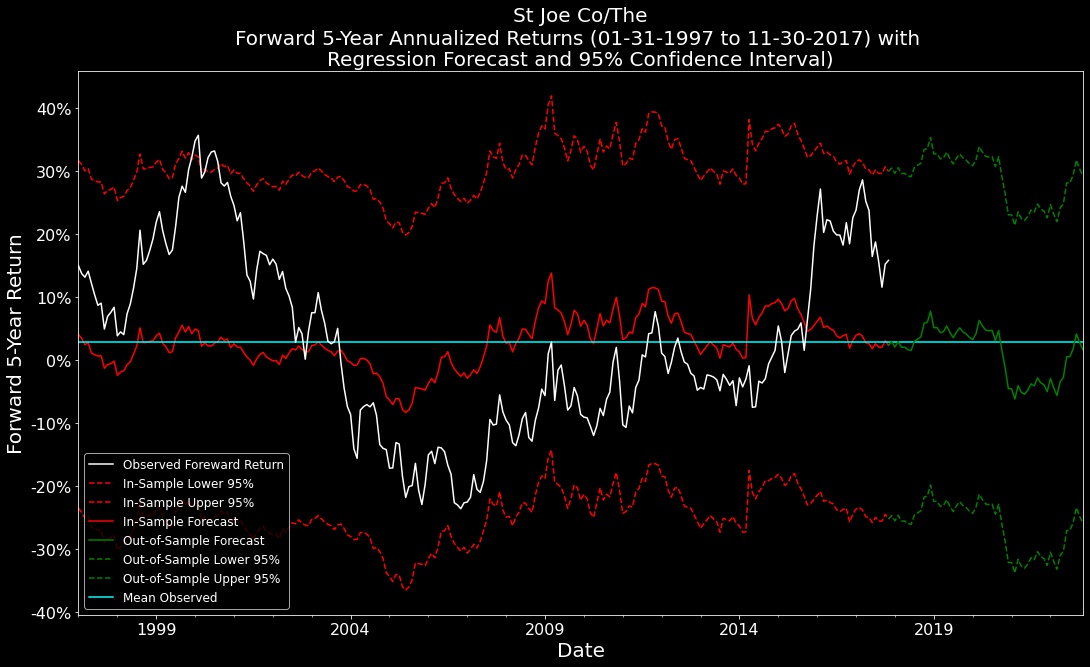 St Joe Co/The
Forward 5-Year Annualized Returns (01-31-1997 to 11-30-2017) with
Regression Forecast and 95% Confidence Interval)
Forward 5-Year Return
40%
30%
20%
10%
0%
-10%
-20%
-30%
-40%
Observed Foreward Return
In-Sample Lower 95%
In-Sample Upper 95%
In-Sample Forecast
Out-of-Sample Forecast
Out-of-Sample Lower 95%
Out-of-Sample Upper 95%
Mean Observed
1999
2004
2009
2014
2019
Date